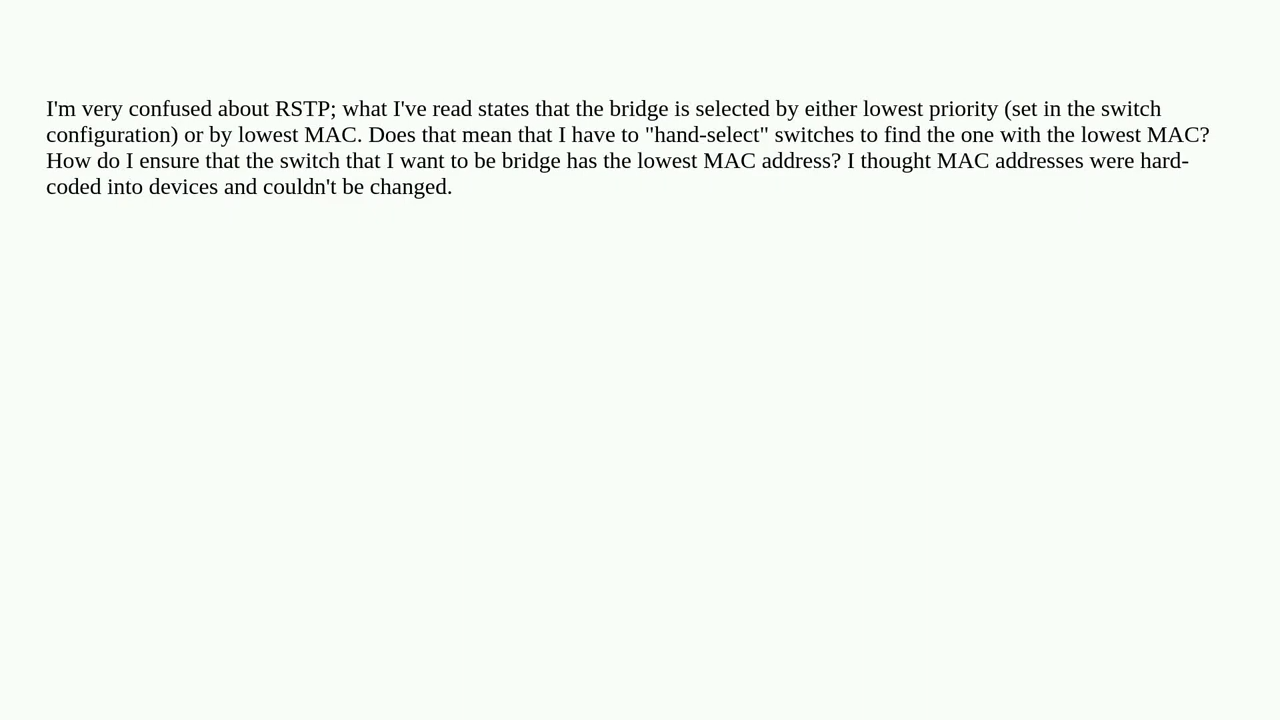 I'm very confused about RSTP; what I've read states that the bridge is selected by either lowest priority (set in the switch
configuration) or by lowest MAC. Does that mean that I have to "hand-select" switches to find the one with the lowest MAC?
How do I ensure that the switch that I want to be bridge has the lowest MAC address? I thought MAC addresses were hard-
coded into devices and couldn't be changed.